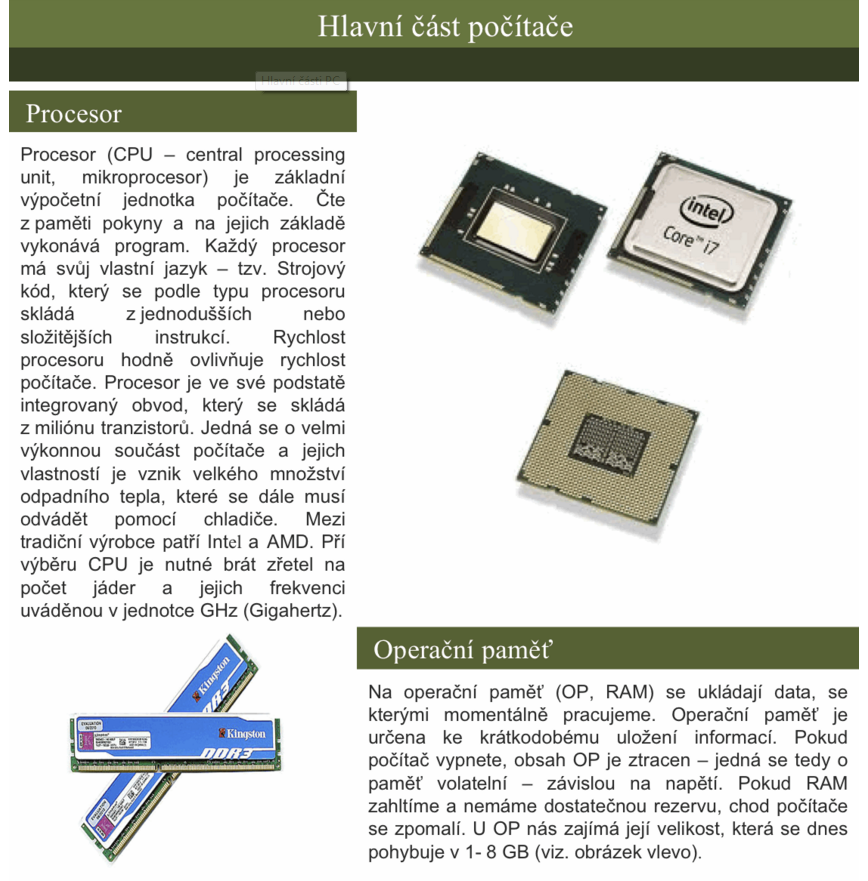 Hlavní část počítače
Hlavní části PC
Procesor
Procesor (CPU – central processing
unit, mikroprocesor) je základní
výpočetní jednotka počítače. Čte
z paměti pokyny a na jejich základě
vykonává program. Každý procesor
má svůj vlastní jazyk – tzv. Strojový
kód, který se podle typu procesoru
skládá z jednodušších nebo
složitějších instrukcí. Rychlost
procesoru hodně ovlivňuje rychlost
počítače. Procesor je ve své podstatě
integrovaný obvod, který se skládá
z miliónu tranzistorů. Jedná se o velmi
výkonnou součást počítače a jejich
vlastností je vznik velkého množství
odpadního tepla, které se dále musí
odvádět pomocí chladiče. Mezi
tradiční výrobce patří Intel a AMD. Pří
výběru CPU je nutné brát zřetel na
počet jáder a jejich frekvenci
uváděnou v jednotce GHz (Gigahertz).
intel
Core™ i7
Kingston
DDR3
Kingston
DDR3
Operační paměť
Na operační paměť (OP, RAM) se ukládají data, se
kterými momentálně pracujeme. Operační paměť je
určena ke krátkodobému uložení informací. Pokud
počítač vypnete, obsah OP je ztracen – jedná se tedy o
paměť volatelní – závislou na napětí. Pokud RAM
zahltíme a nemáme dostatečnou rezervu, chod počítače
se zpomalí. U OP nás zajímá její velikost, která se dnes
pohybuje v 1- 8 GB (viz. obrázek vlevo).